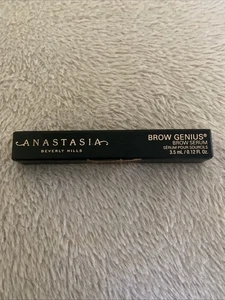 ANASTASIA
BEVERLY HILLS
BROW GENIUS®
BROW SERUM
SÉRUM POUR SOURCILS
3.5 mL / 0.12 Fl. Oz.